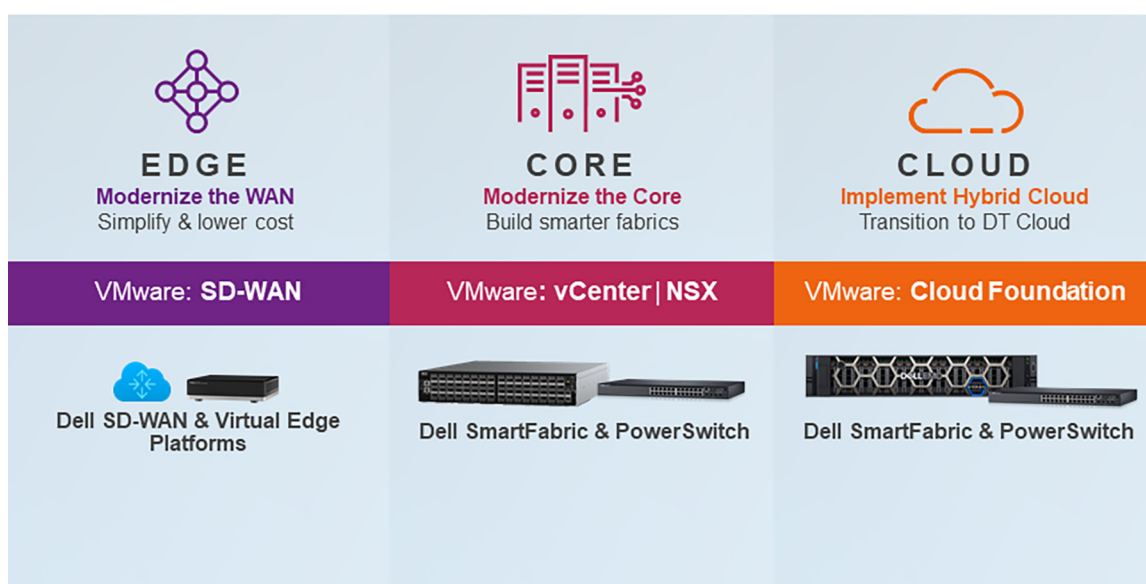 EDGE
Modernize the WAN
Simplify & lower cost
VMware: SD-WAN
Dell SD-WAN & Virtual Edge
Platforms
CORE
Modernize the Core
Build smarter fabrics
VMware: vCenter | NSX
Dell SmartFabric & PowerSwitch
CLOUD
Implement Hybrid Cloud
Transition to DT Cloud
VMware: Cloud Foundation
DELL EMC
Dell SmartFabric & PowerSwitch